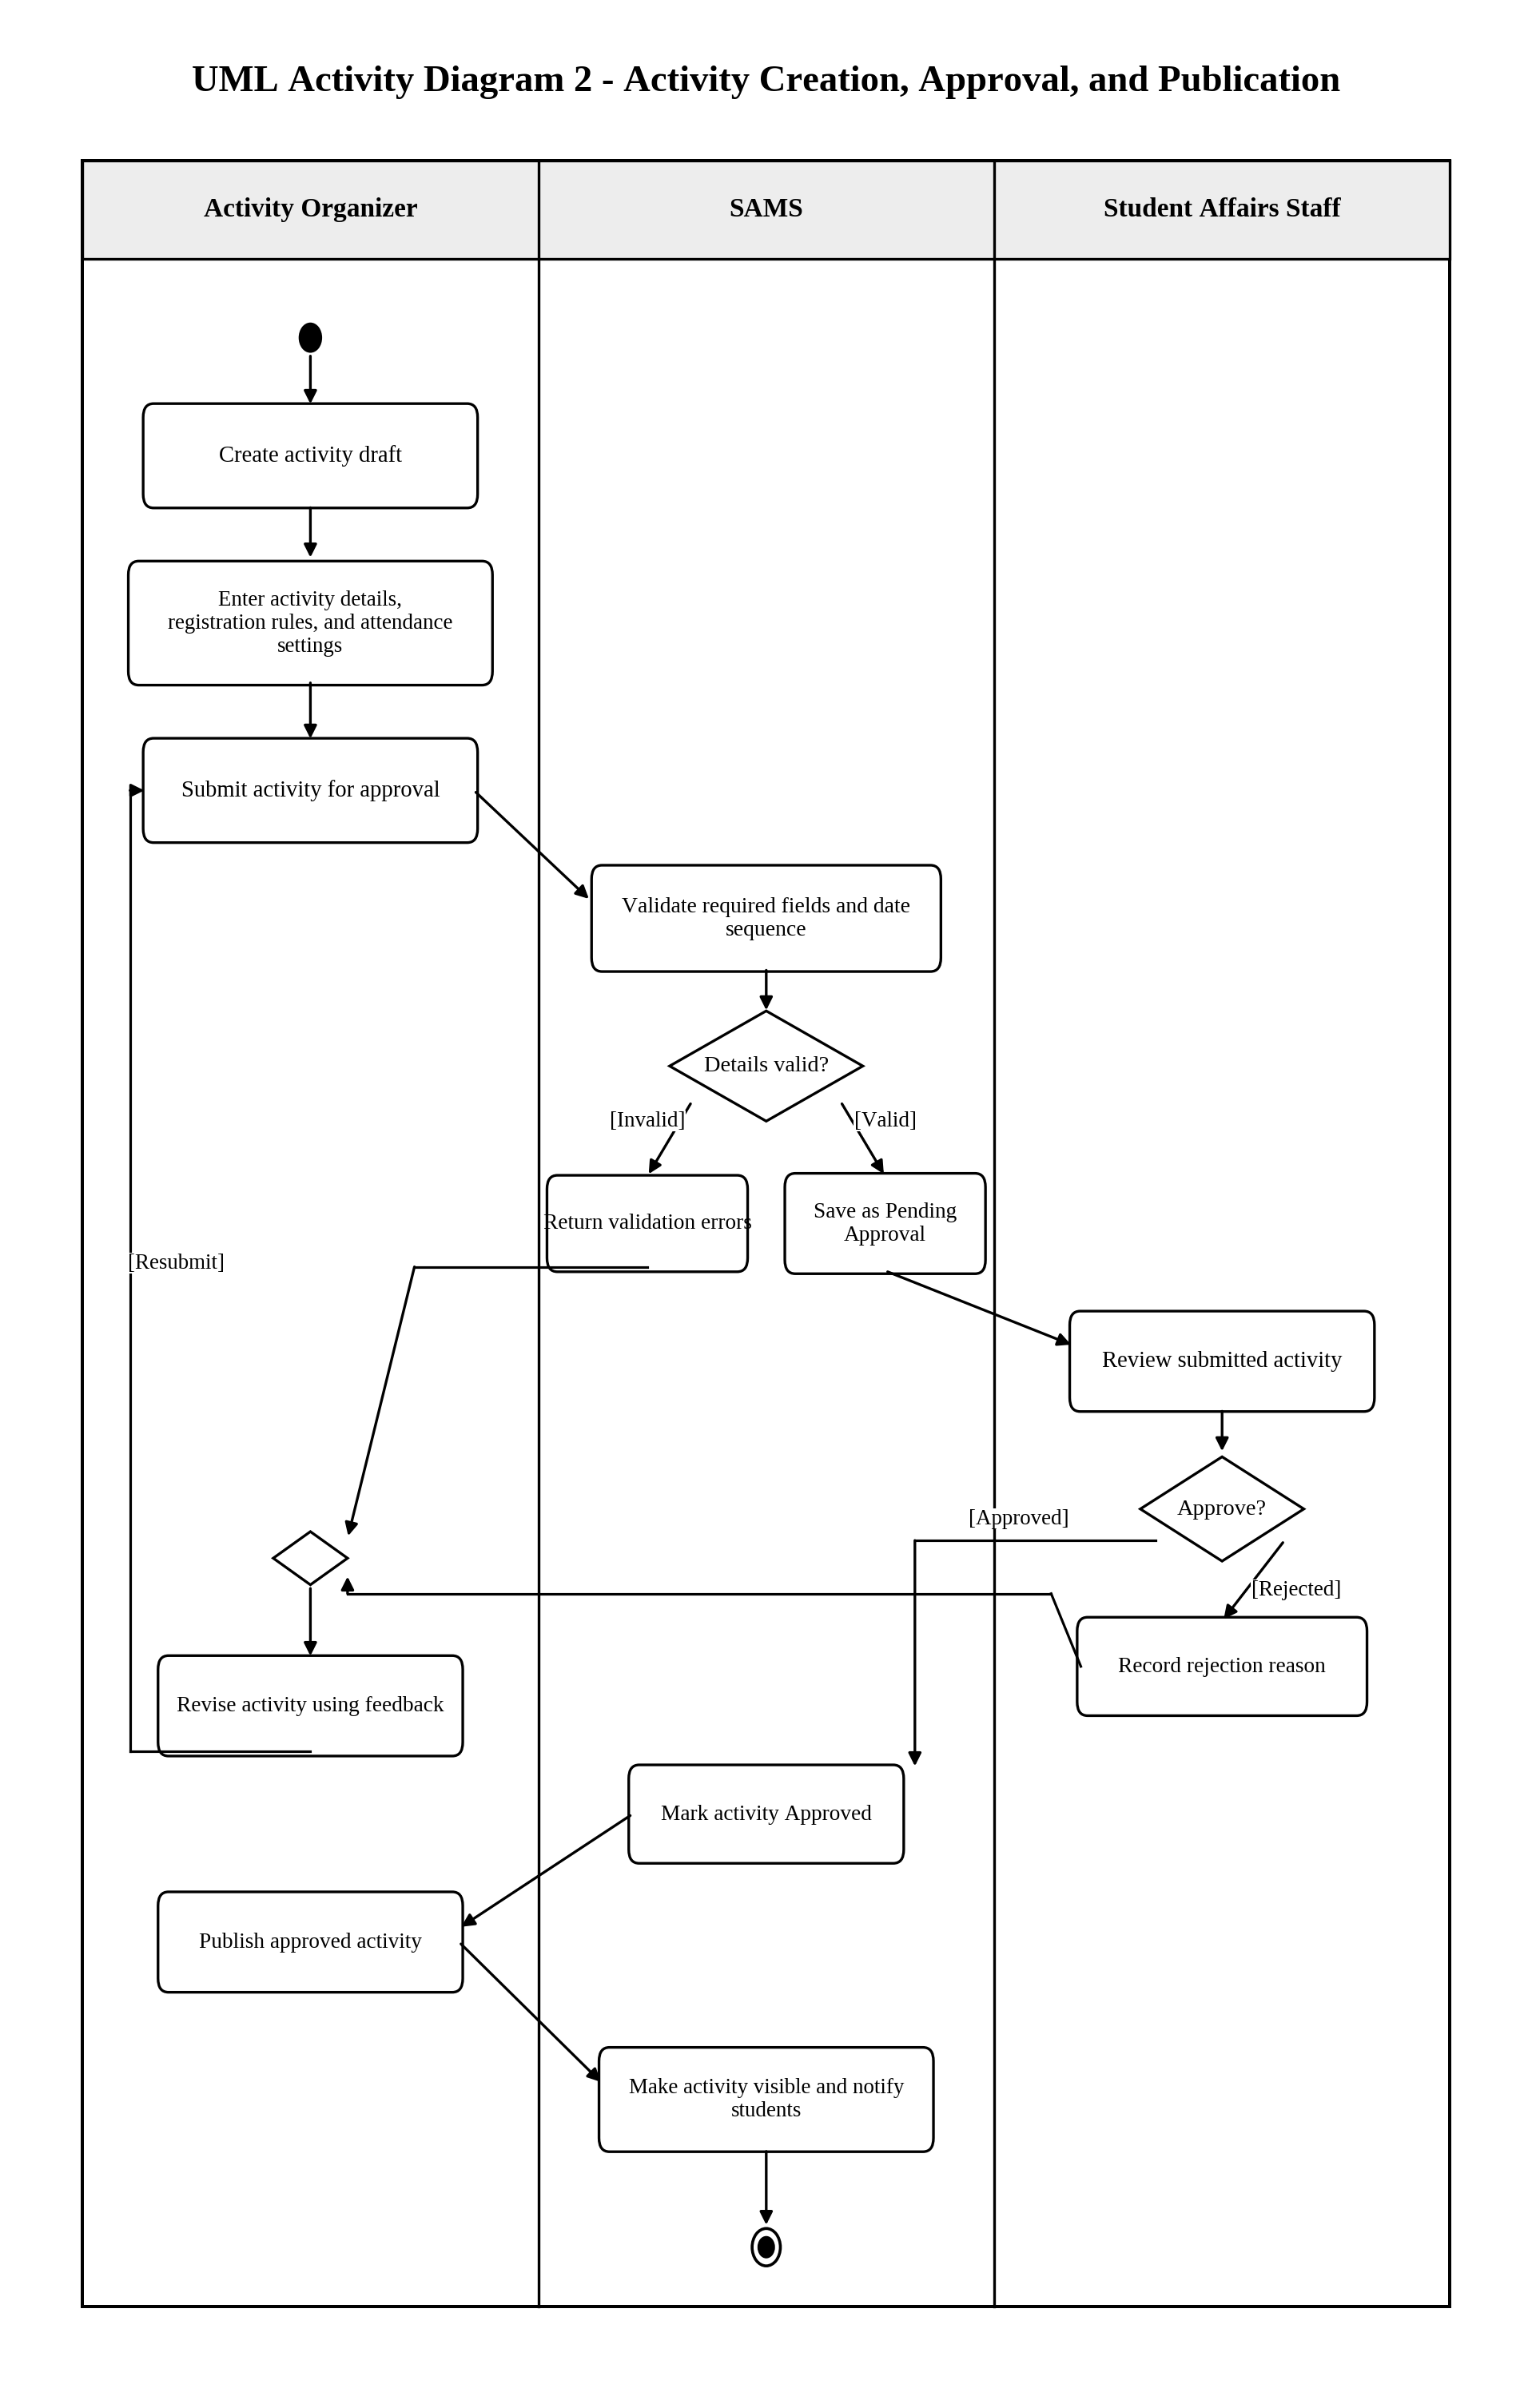 UML Activity Diagram 2 - Activity Creation, Approval, and Publication
Activity Organizer
SAMS
Student Affairs Staff
Create activity draft
Enter activity details,
registration rules, and attendance
settings
Submit activity for approval
Validate required fields and date
sequence
Details valid?
[Invalid]
[Valid]
Return validation errors
Save as Pending
Approval
[Resubmit]
Review submitted activity
Approve?
[Approved]
[Rejected]
Record rejection reason
Revise activity using feedback
Mark activity Approved
Publish approved activity
Make activity visible and notify
students